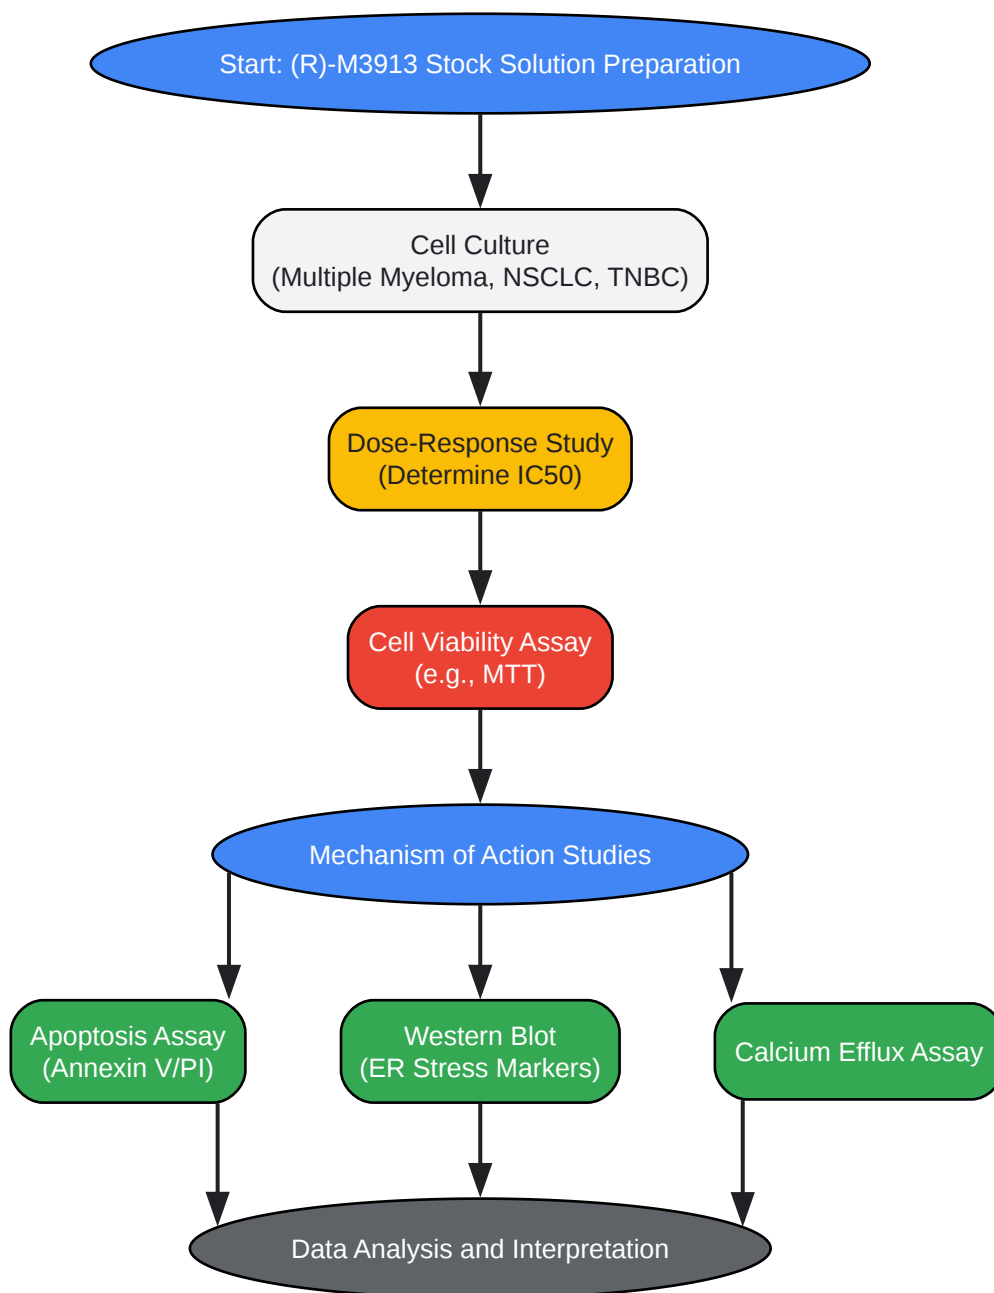 Start: (R)-M3913 Stock Solution Preparation
Cell Culture
(Multiple Myeloma, NSCLC, TNBC)
Dose-Response Study
(Determine IC50)
Cell Viability Assay
(e.g., MTT)
Mechanism of Action Studies
Apoptosis Assay
(Annexin V/PI)
Western Blot
(ER Stress Markers)
Calcium Efflux Assay
Data Analysis and Interpretation